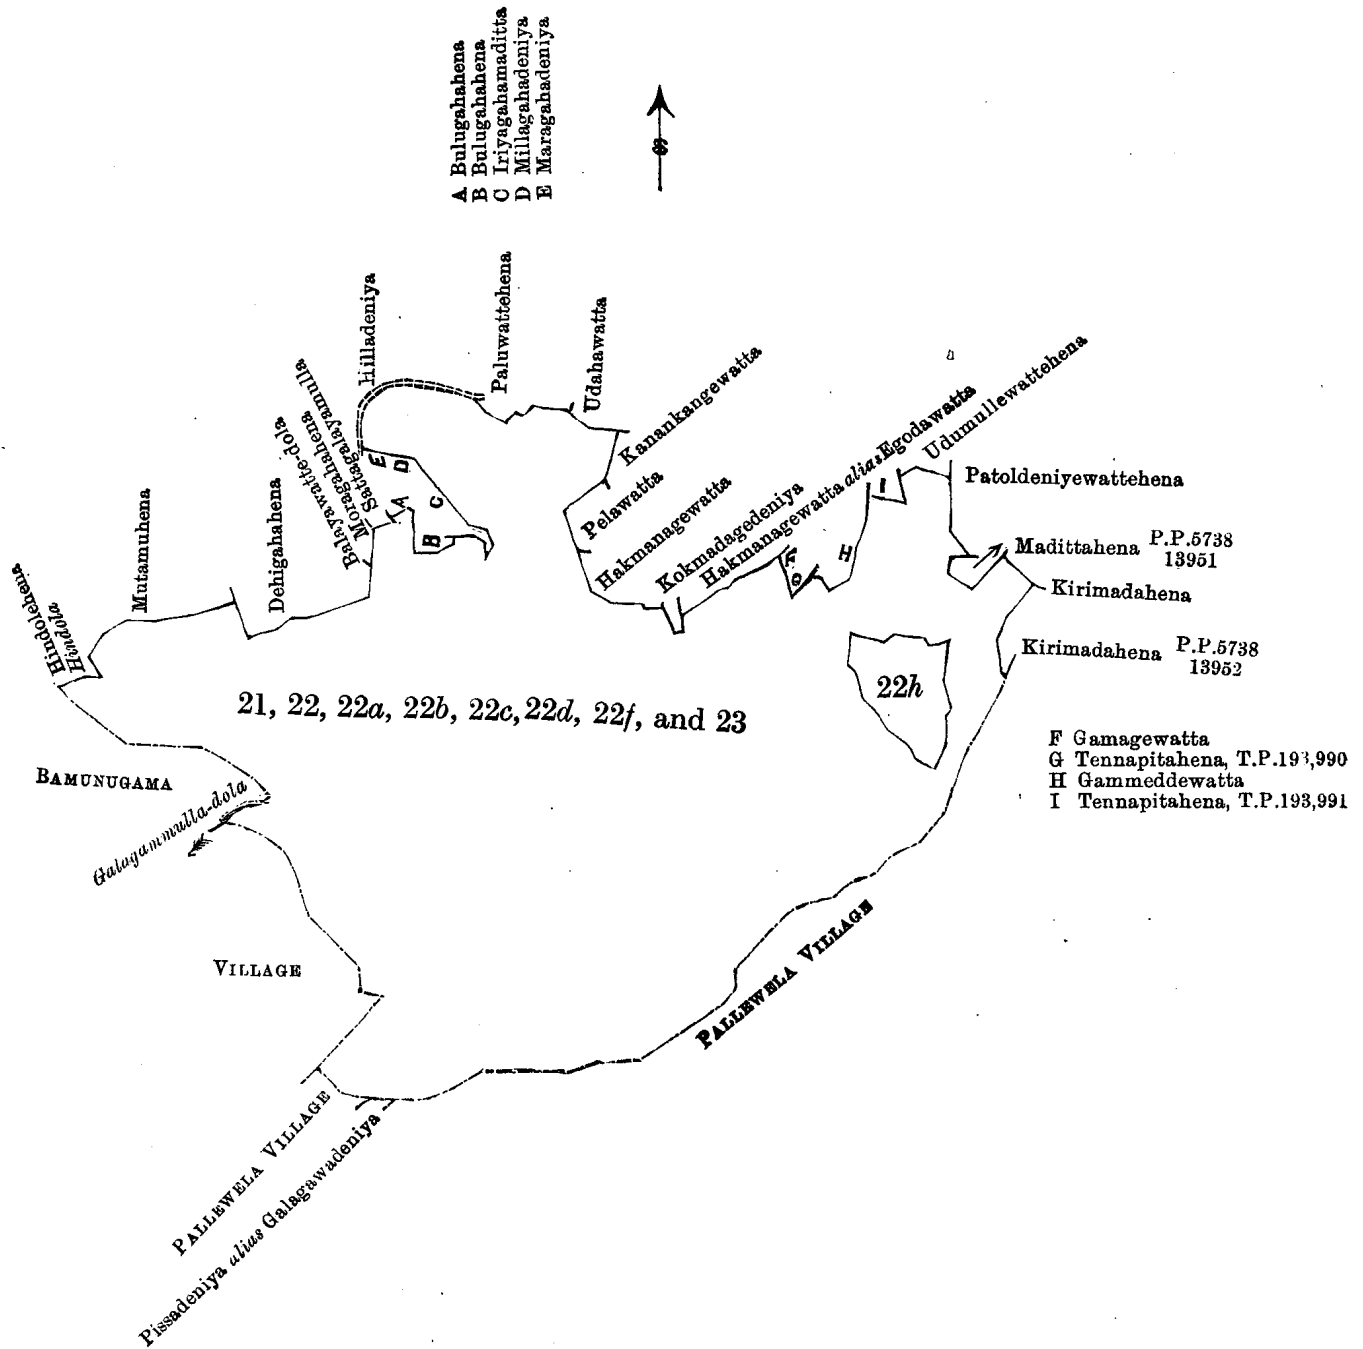 A Bulugahahena
B Bulugahahena
C Iriyagahamaditta
D Millagahadeniya
E Maragahadeniya
Hilladeniya
Paluwattehena
Udahawatta
Kanankangewatta
Pelawatta
Hakmanagewatta
Kokmadagedeniya
Hakmanagewatta alias Egodawatta
Udumullewattehena
Patoldeniyewattehena
Madittahena P.P.5738
13951
Kirimadahena
Kirimadahena P.P.5738
13952
Sattagralayamulla
Moragahahena
Balayawatte-dola
Dehigahahena
Mutamuhena
Hindolehena
Hindola
E
D
A
C
B
F
G
H
I
22h
21, 22, 22a, 22b, 22c, 22d, 22f, and 23
F Gamagewatta
G Tennapitahena, T.P.193,990
H Gammeddewatta
I Tennapitahena, T.P.193,991
BAMUNUGAMA
Galagammulla-dola
VILLAGE
PALLEWELA VILLAGE
PALLEWELA VILLAGE
Pissadeniya alias Galagawadeniya